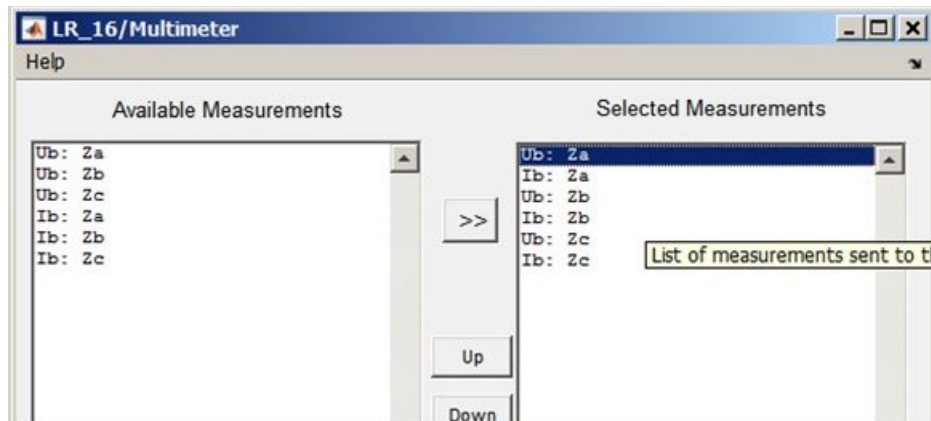 LR_16/Multimeter
Help
Available Measurements
Selected Measurements
Ub: Za
Ub: Zb
Ub: Zc
Ib: Za
Ib: Zb
Ib: Zc
>>
Ub: Za
Ib: Za
Ub: Zb
Ib: Zb
Ub: Zc
Ib: Zc
List of measurements sent to t
Up
Down